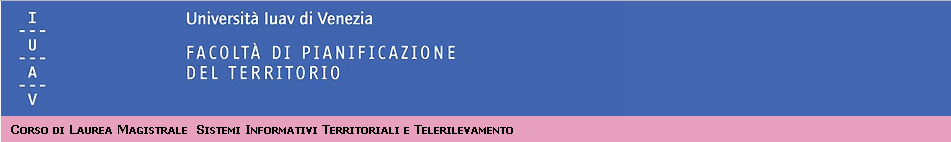 I
U
A
V
Università Iuav di Venezia
FACOLTÀ DI PIANIFICAZIONE
DEL TERRITORIO
CORSO DI LAUREA MAGISTRALE SISTEMI INFORMATIVI TERRITORIALI E TELERILEVAMENTO